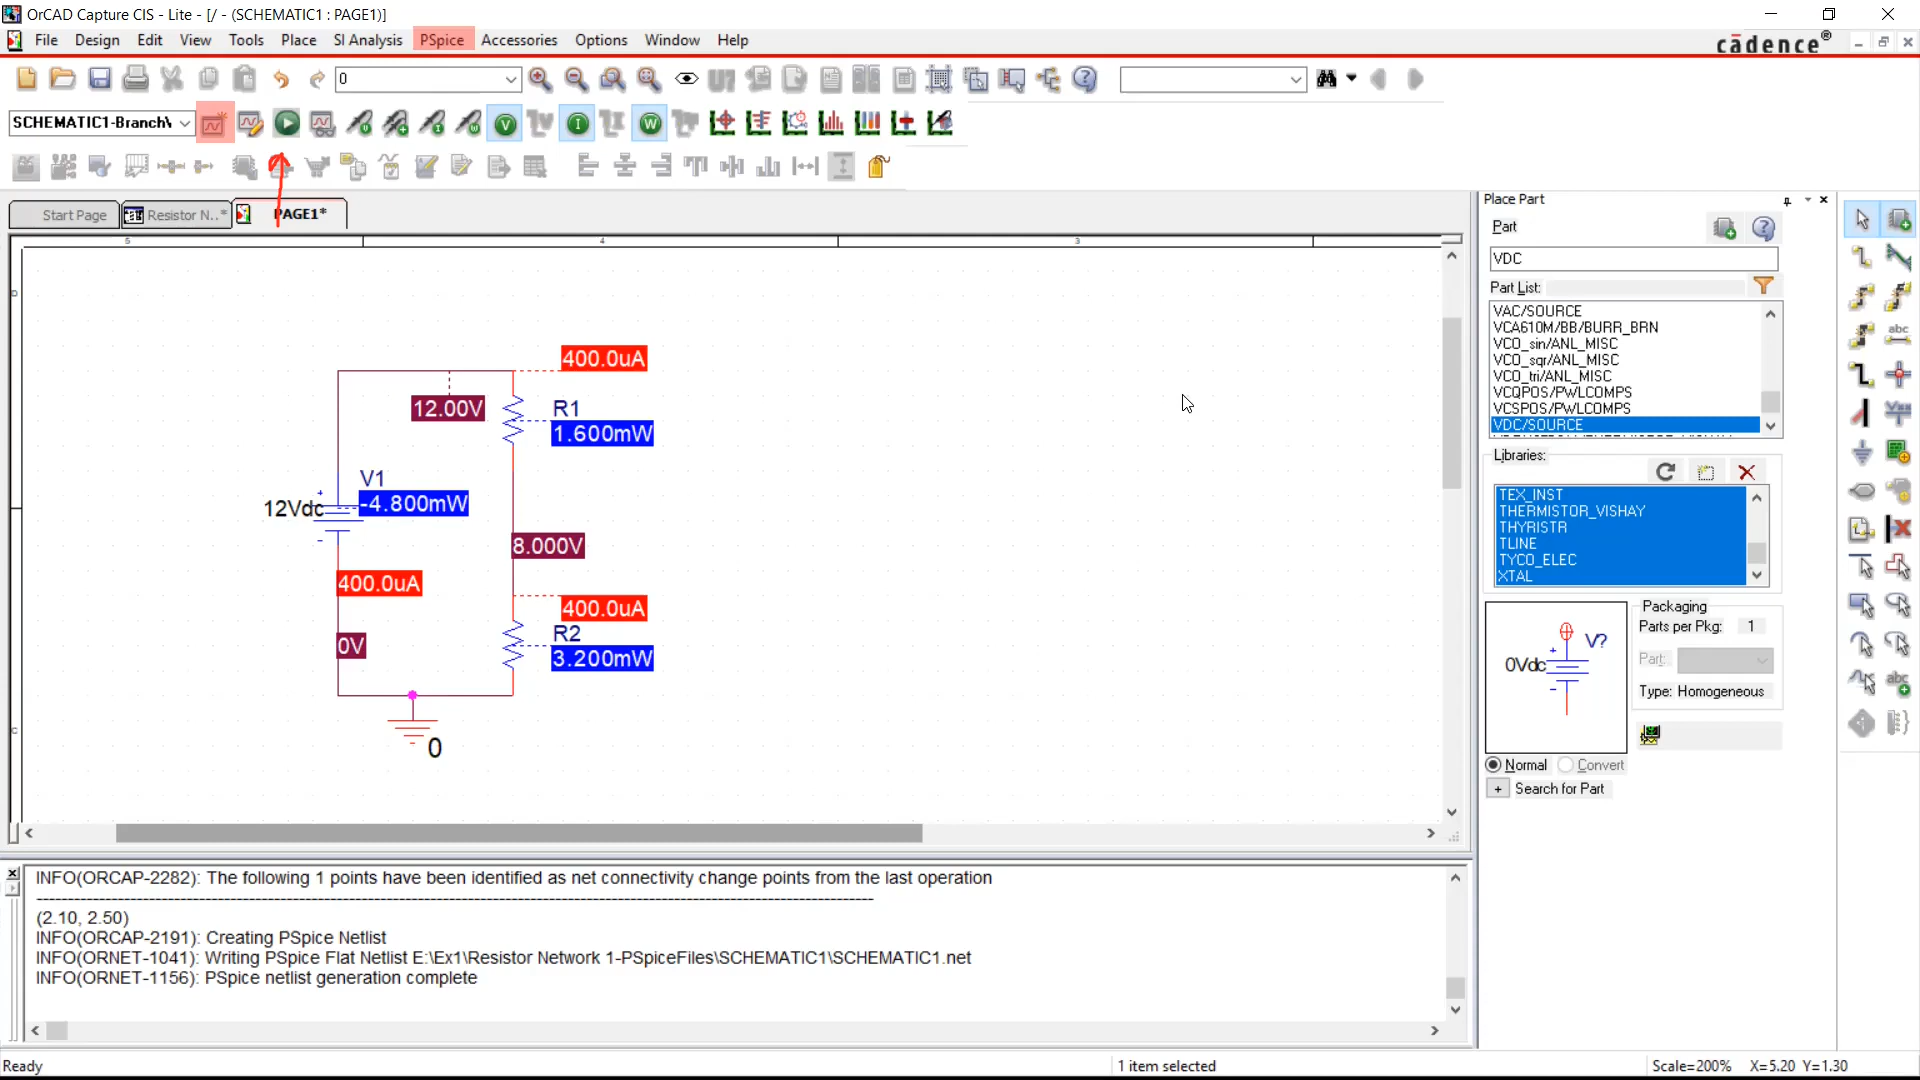 OrCAD Capture CIS - Lite - [/ - (SCHEMATIC1 : PAGE1)]
File Design Edit View Tools Place SI Analysis PSpice Accessories Options Window Help
cādence®
0
SCHEMATIC1-Branch
V I W
Start Page
Resistor N..*
PAGE1*
5 4 3
D
C
400.0uA
12.00V
R1
1.600mW
V1
12Vdc
-4.800mW
+
-
8.000V
400.0uA
0V
400.0uA
R2
3.200mW
0
Place Part
Part
VDC
Part List:
VAC/SOURCE
VCA610M/BB/BURR_BRN
VCO_sin/ANL_MISC
VCO_sqr/ANL_MISC
VCO_tri/ANL_MISC
VCQPOS/PWLCOMPS
VCSPOS/PWLCOMPS
VDC/SOURCE
Libraries:
TEX_INST
THERMISTOR_VISHAY
THYRISTR
TLINE
TYCO_ELEC
XTAL
V?
0Vdc
+
-
Packaging
Parts per Pkg: 1
Part:
Type: Homogeneous
Normal Convert
+ Search for Part
INFO(ORCAP-2282): The following 1 points have been identified as net connectivity change points from the last operation
(2.10, 2.50)
INFO(ORCAP-2191): Creating PSpice Netlist
INFO(ORNET-1041): Writing PSpice Flat Netlist E:\Ex1\Resistor Network 1-PSpiceFiles\SCHEMATIC1\SCHEMATIC1.net
INFO(ORNET-1156): PSpice netlist generation complete
Ready
1 item selected
Scale=200% X=5.20 Y=1.30